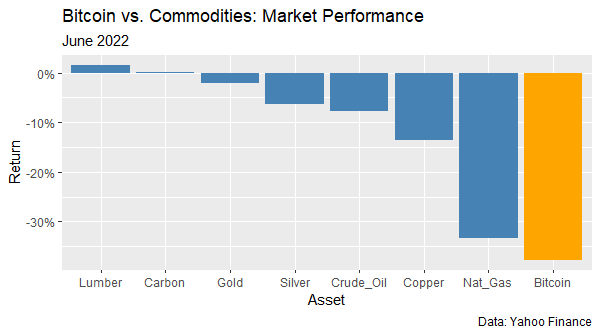 Bitcoin vs. Commodities: Market Performance
June 2022
0%
-10%
-20%
-30%
Return
Lumber Carbon Gold Silver Crude_Oil Copper Nat_Gas Bitcoin
Asset
Data: Yahoo Finance